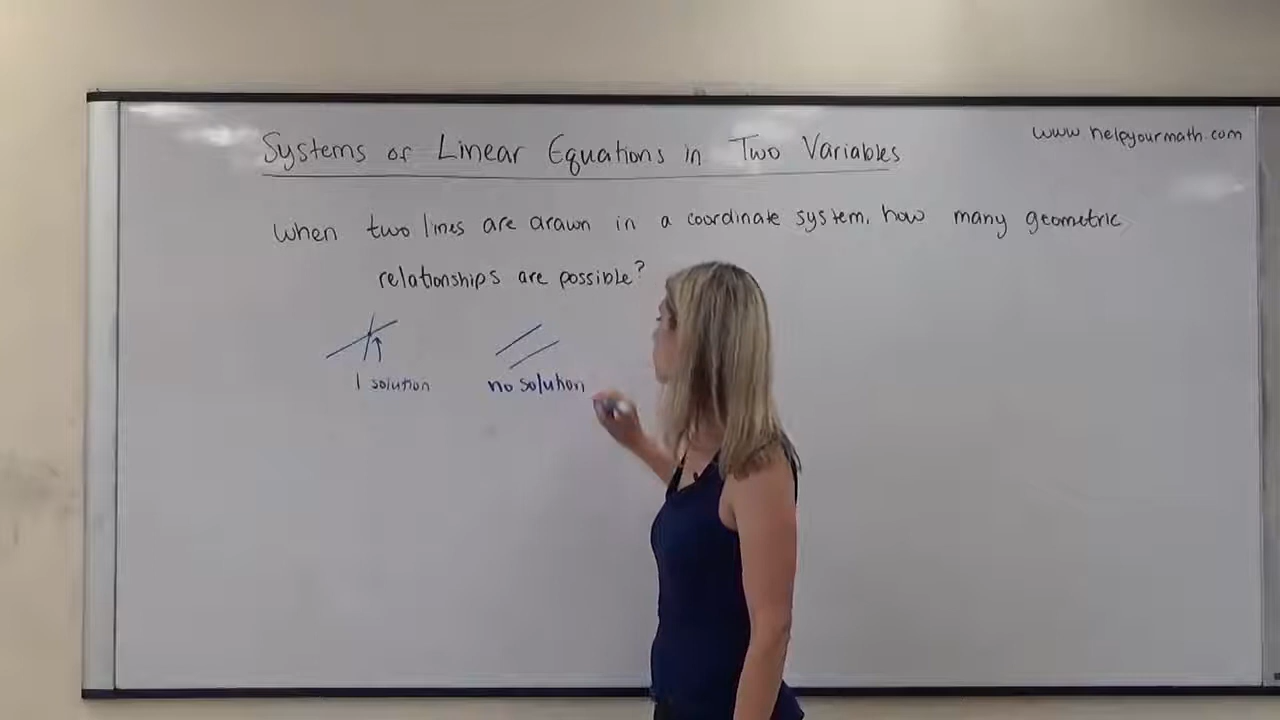 Systems of Linear Equations in Two Variables
www.helpyourmath.com
When two lines are drawn in a coordinate system, how many geometric
relationships are possible?
1 solution
no solution